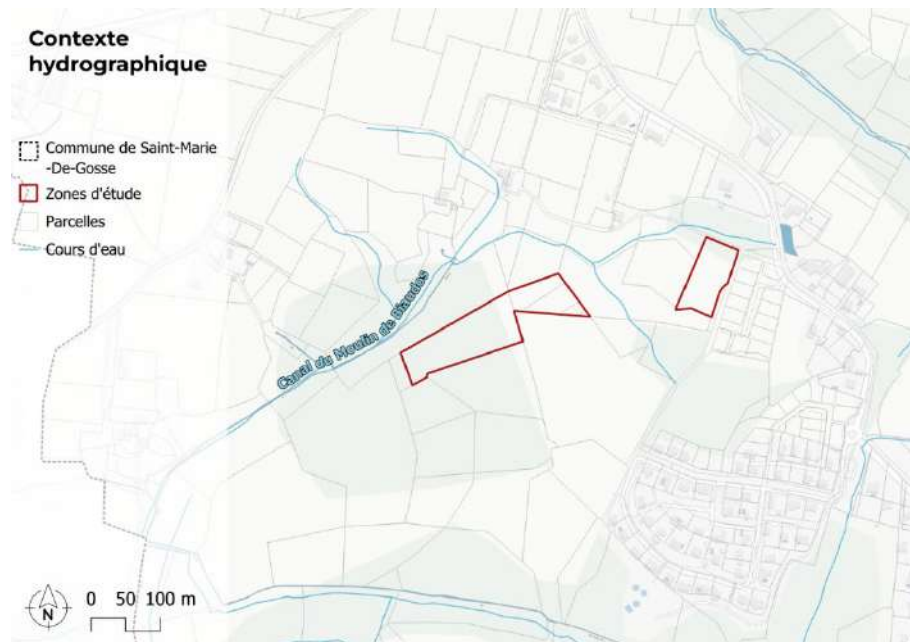 Contexte
hydrographique
Commune de Saint-Marie
-De-Gosse
Zones d'étude
Parcelles
Cours d'eau
Canal du Moulin de Biaudos
N
0 50 100 m